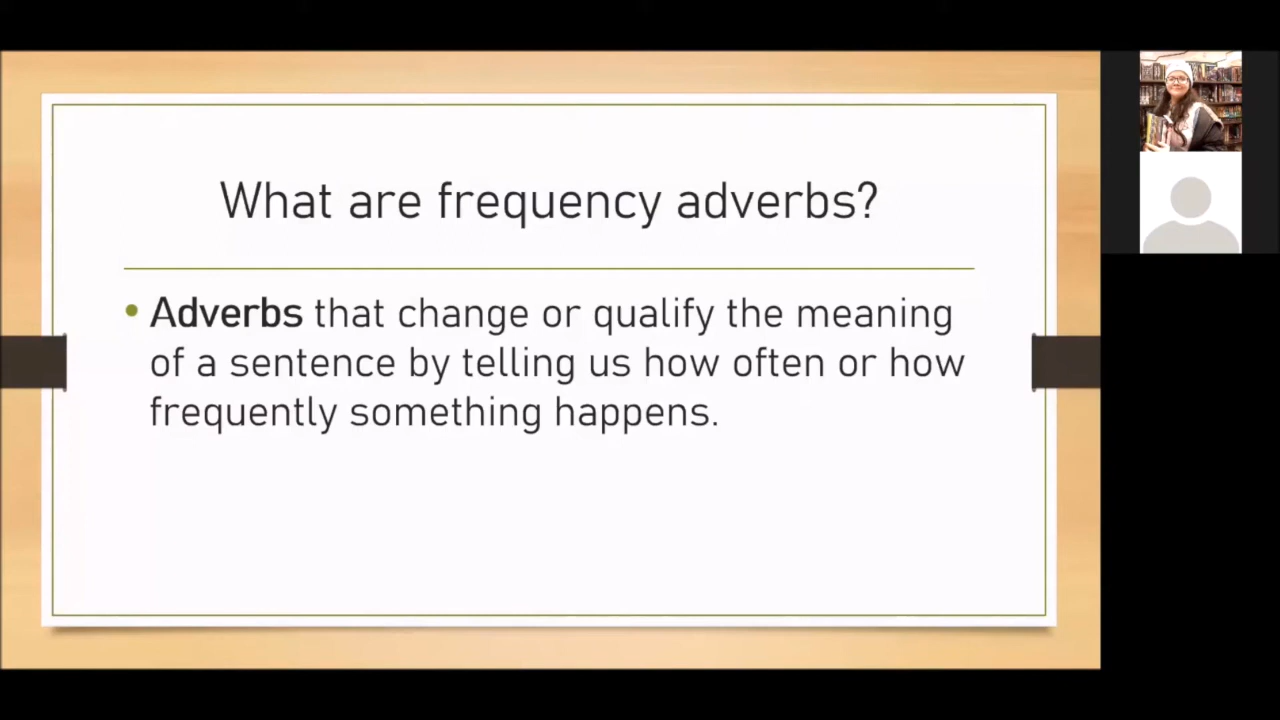 What are frequency adverbs?
• Adverbs that change or qualify the meaning
of a sentence by telling us how often or how
frequently something happens.